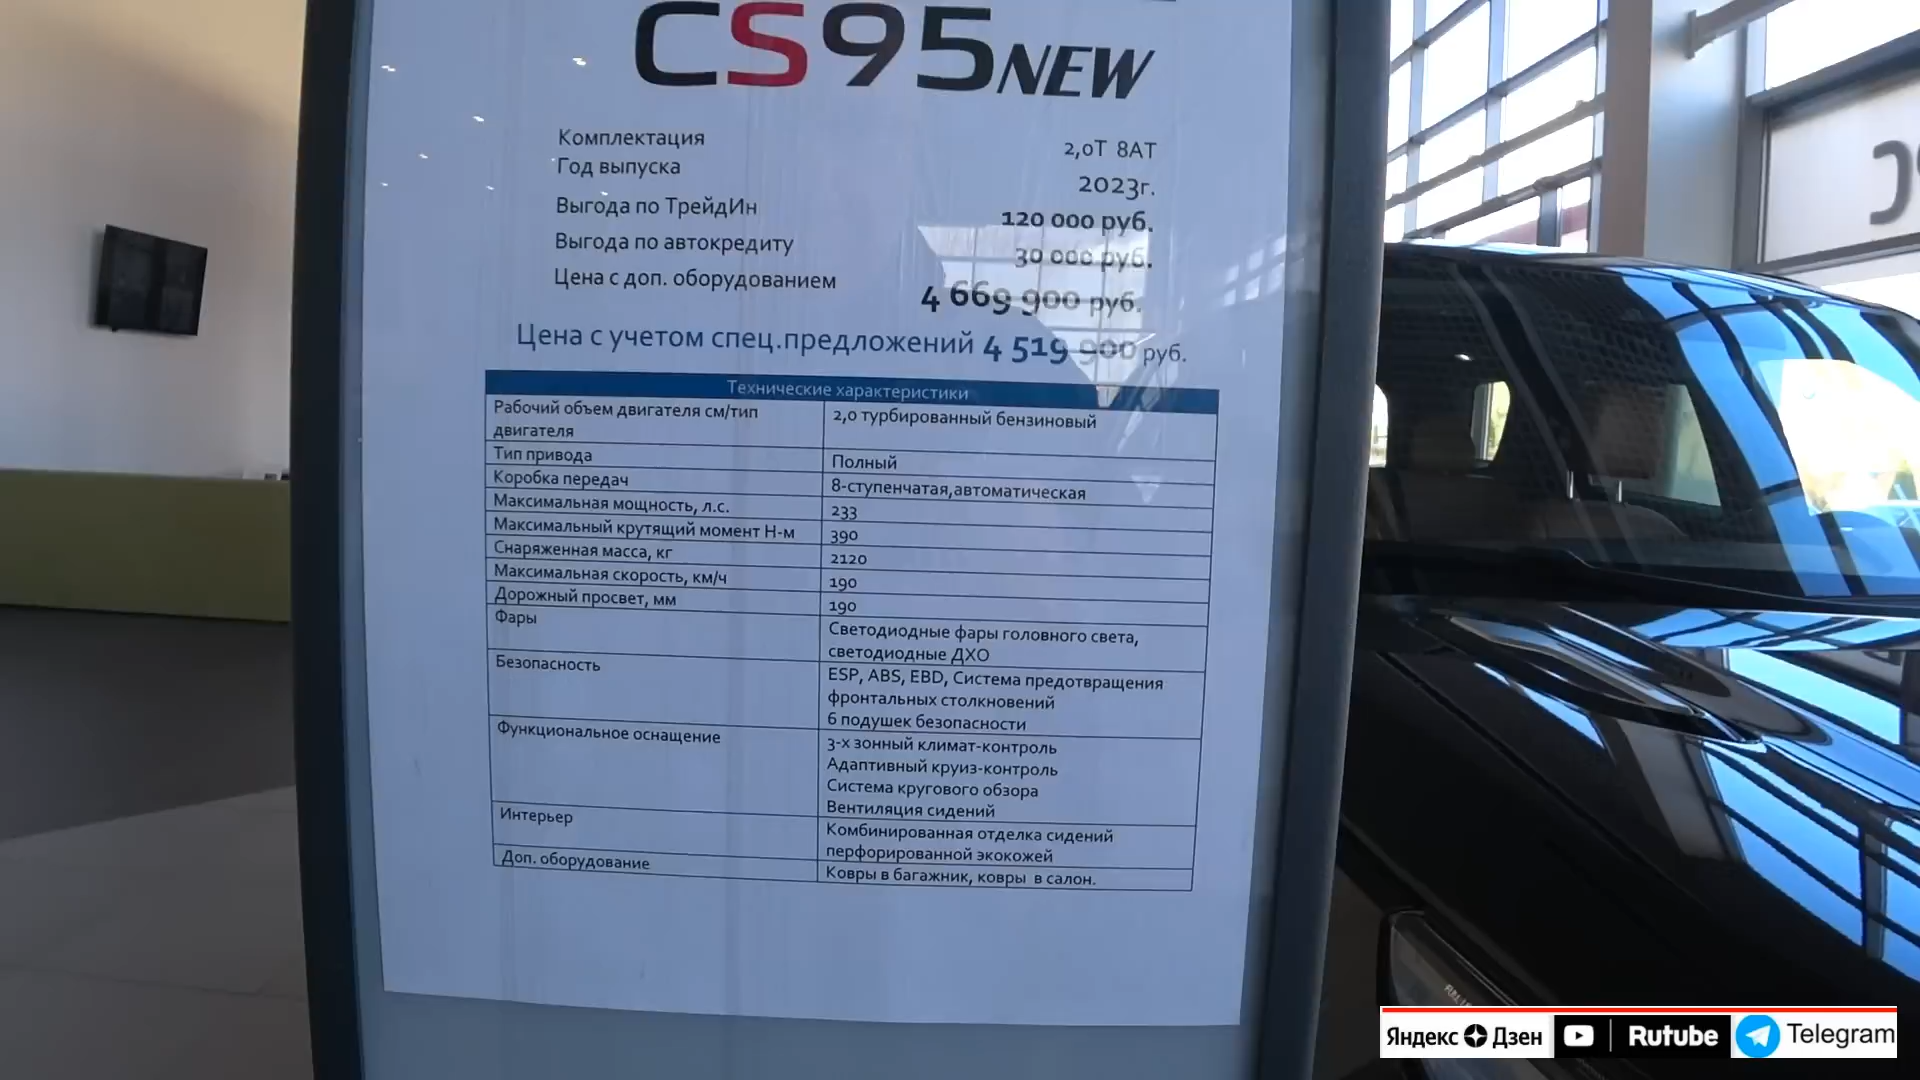 CS95 NEW
Комплектация 2,0T 8AT
Год выпуска 2023г.
Выгода по ТрейдИн 120 000 руб.
Выгода по автокредиту 30 000 руб.
Цена с доп. оборудованием 4 669 900 руб.
Цена с учетом спец.предложений 4 519 900 руб.
Технические характеристики
Рабочий объем двигателя см/тип двигателя 2,0 турбированный бензиновый
Тип привода Полный
Коробка передач 8-ступенчатая,автоматическая
Максимальная мощность, л.с. 233
Максимальный крутящий момент Н-м 390
Снаряженная масса, кг 2120
Максимальная скорость, км/ч 190
Дорожный просвет, мм 190
Фары Светодиодные фары головного света,
светодиодные ДХО
Безопасность ESP, ABS, EBD, Система предотвращения
фронтальных столкновений
6 подушек безопасности
Функциональное оснащение 3-х зонный климат-контроль
Адаптивный круиз-контроль
Система кругового обзора
Вентиляция сидений
Интерьер Комбинированная отделка сидений
перфорированной экокожей
Доп. оборудование Ковры в багажник, ковры в салон.
Яндекс Дзен Rutube Telegram